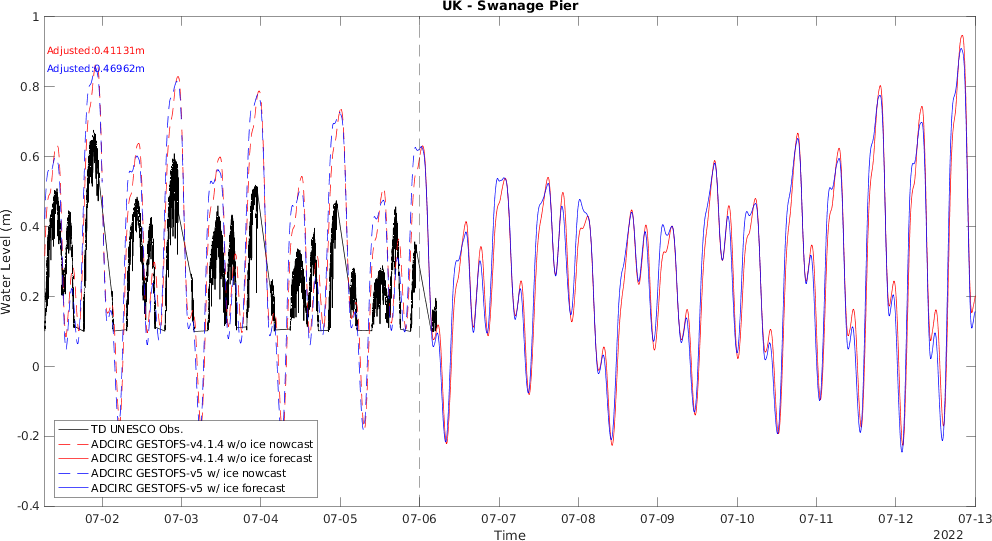 UK - Swanage Pier
Adjusted:0.41131m
Adjusted:0.46962m
Water Level (m)
1
0.8
0.6
0.4
0.2
0
-0.2
-0.4
TD UNESCO Obs.
ADCIRC GESTOFS-v4.1.4 w/o ice nowcast
ADCIRC GESTOFS-v4.1.4 w/o ice forecast
ADCIRC GESTOFS-v5 w/ ice nowcast
ADCIRC GESTOFS-v5 w/ ice forecast
07-02 07-03 07-04 07-05 07-06 07-07 07-08 07-09 07-10 07-11 07-12 07-13
Time
2022